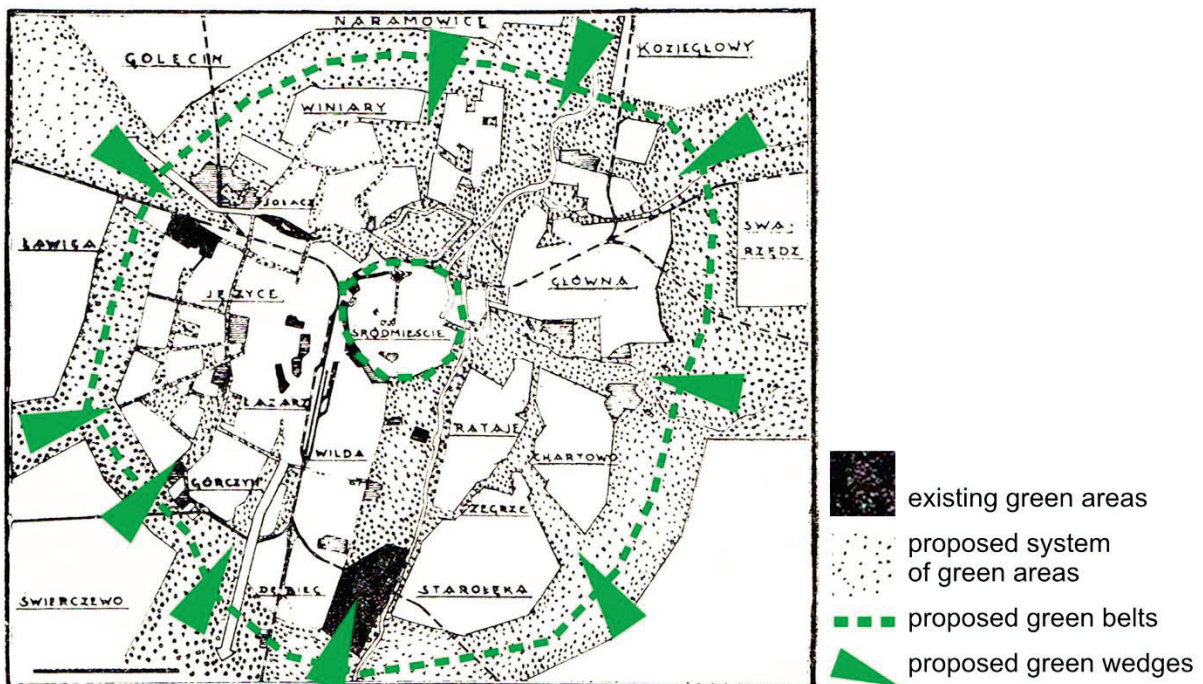 NARAMOWICE
KOZIEGŁOWY
GOLĘCIN
WINIARY
SOŁACZ
ŁAWICA
SWA-
RZĘDZ
JEŻYCE
GŁÓWNA
ŚRÓDMIEŚCIE
ŁAZARZ
RATAJE
WILDA
CHARTOWO
GÓRCZYN
ŻEGRZE
DĘBIEC
STAROŁĘKA
ŚWIERCZEWO
existing green areas
proposed system
of green areas
proposed green belts
proposed green wedges